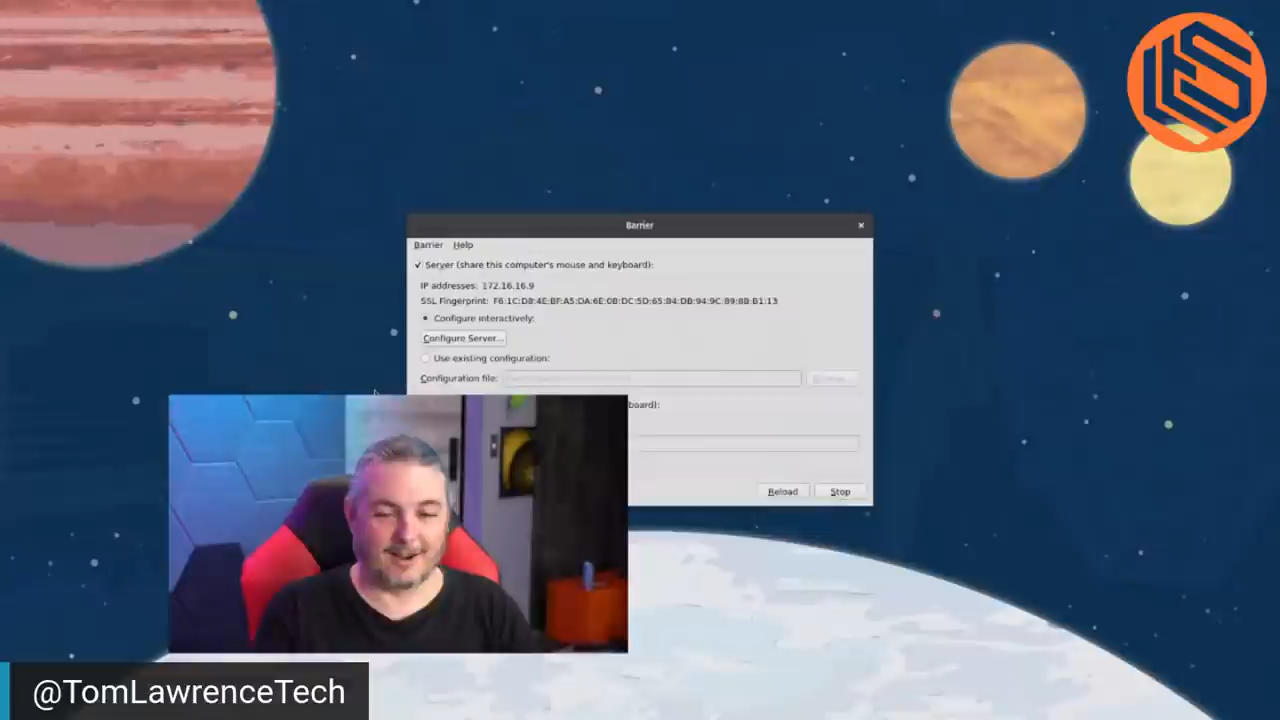 Barrier
Barrier Help
Server (share this computer's mouse and keyboard):
IP addresses: 172.16.16.9
SSL Fingerprint: F6:1C:D8:4E:BF:A5:DA:6E:0B:DC:5D:65:B4:DB:94:9C:89:8B:B1:13
Configure interactively:
Configure Server...
Use existing configuration:
Configuration file:
board):
Reload Stop
@TomLawrenceTech